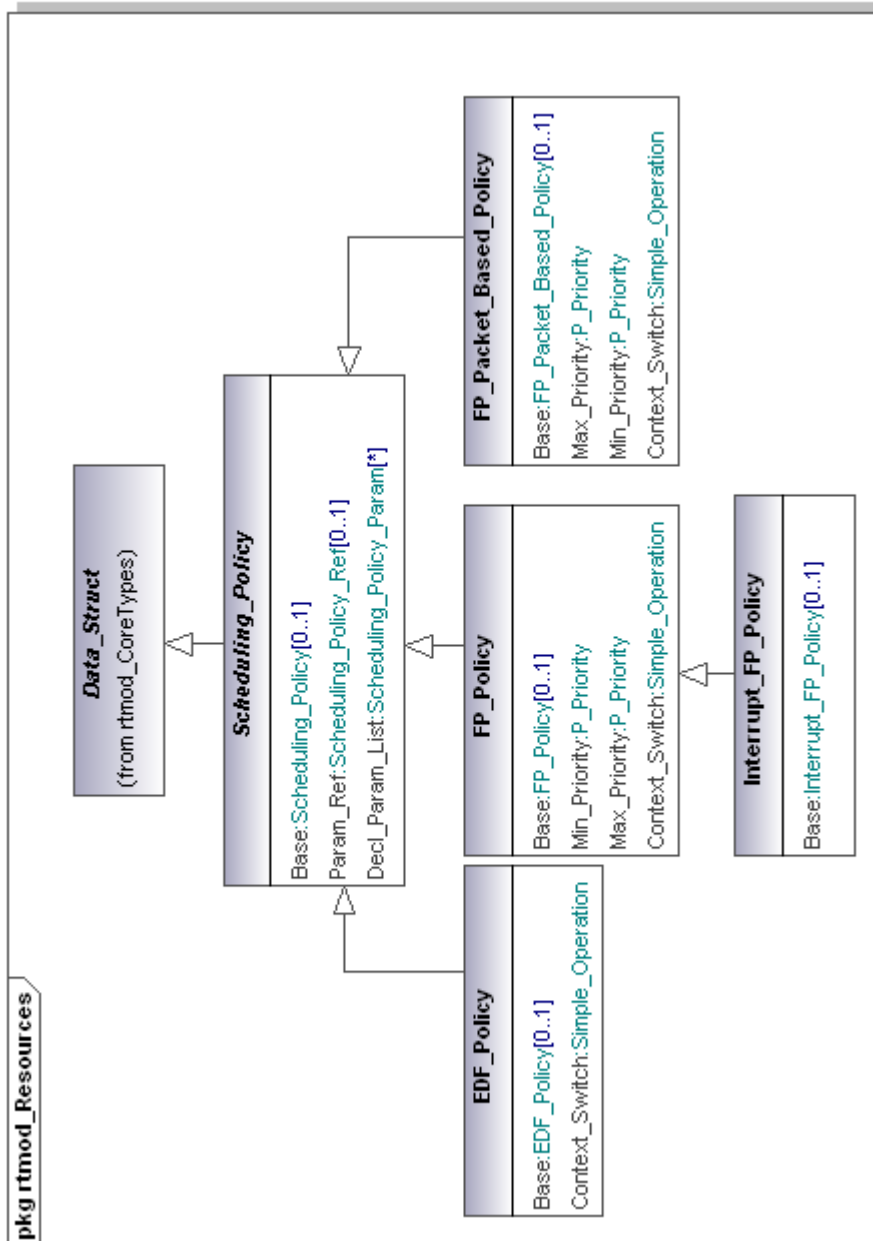 pkg rtmod_Resources
Data_Struct
(from rtmod_CoreTypes)
Scheduling_Policy
Base:Scheduling_Policy[0..1]
Param_Ref:Scheduling_Policy_Ref[0..1]
Decl_Param_List:Scheduling_Policy_Param[*]
EDF_Policy
Base:EDF_Policy[0..1]
Context_Switch:Simple_Operation
FP_Policy
Base:FP_Policy[0..1]
Min_Priority:P_Priority
Max_Priority:P_Priority
Context_Switch:Simple_Operation
FP_Packet_Based_Policy
Base:FP_Packet_Based_Policy[0..1]
Max_Priority:P_Priority
Min_Priority:P_Priority
Context_Switch:Simple_Operation
Interrupt_FP_Policy
Base:Interrupt_FP_Policy[0..1]